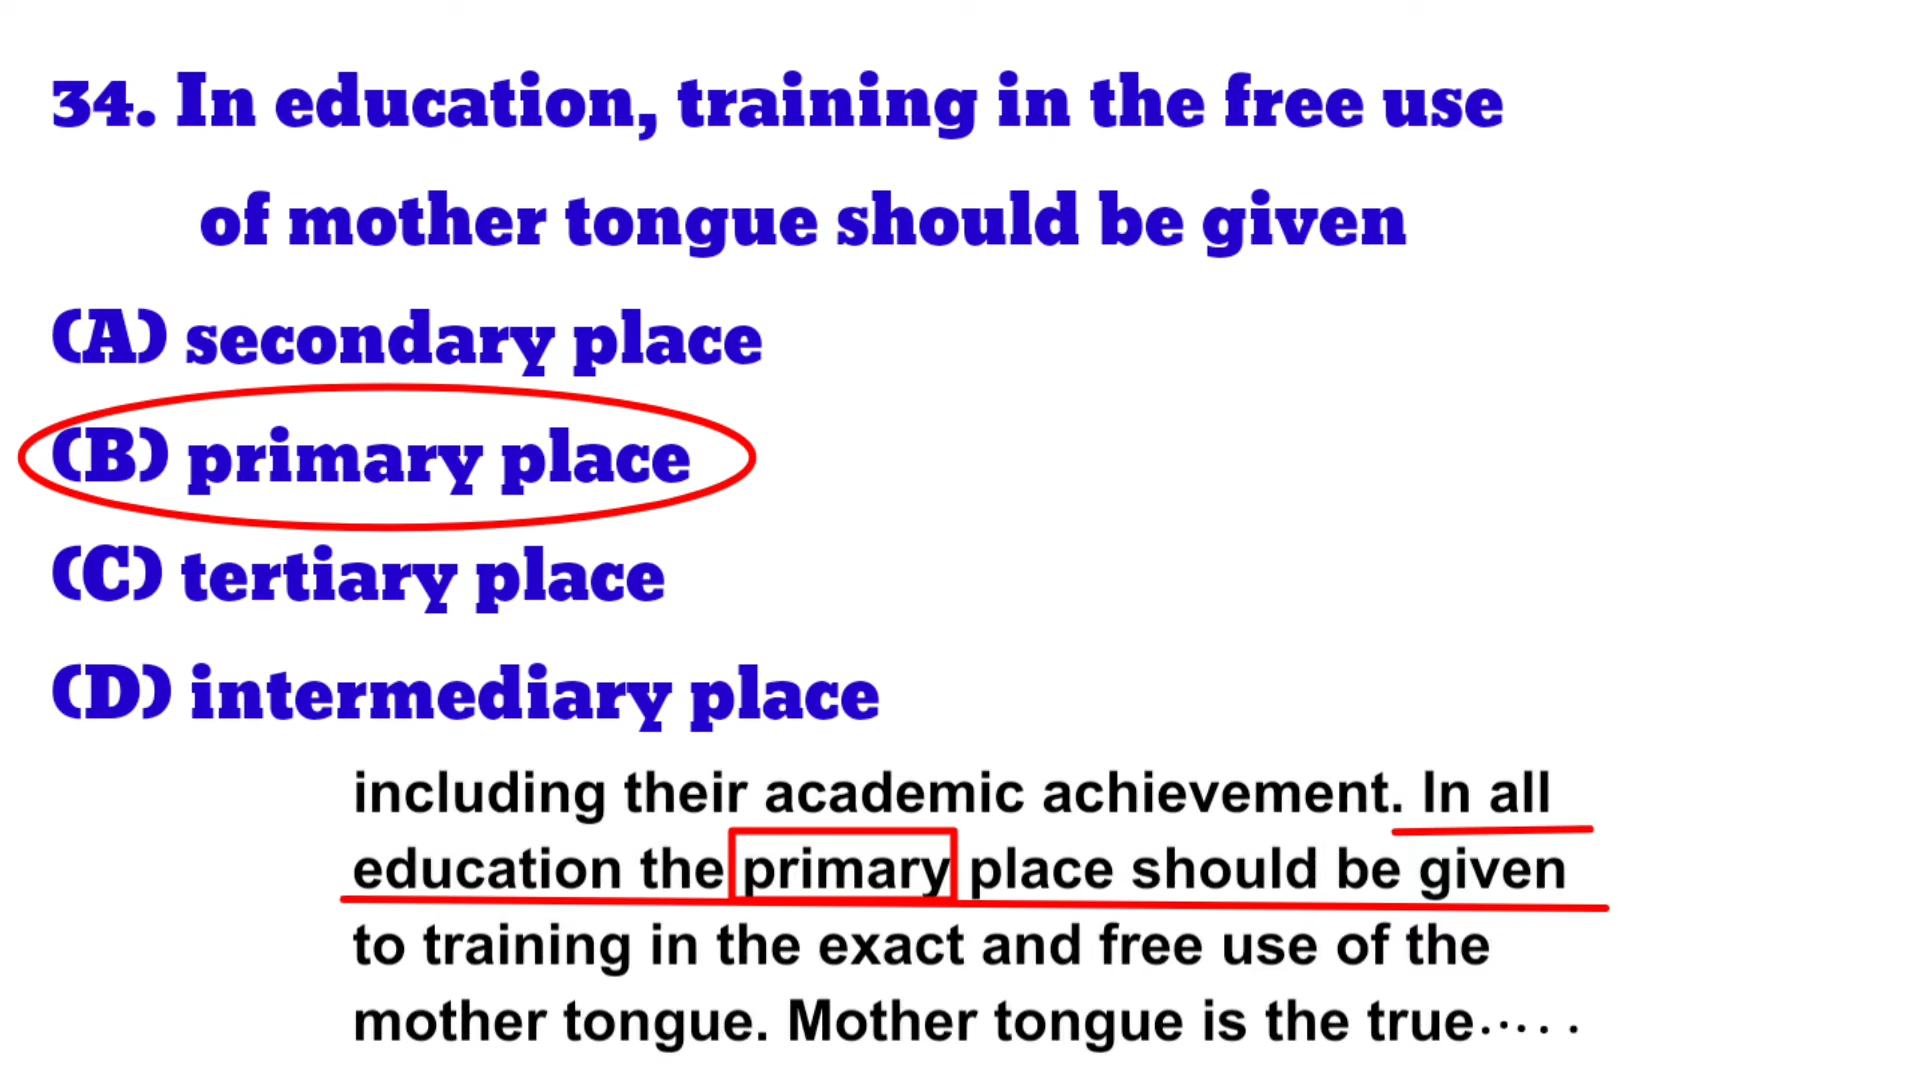 34. In education, training in the free use
of mother tongue should be given
(A) secondary place
(B) primary place
(C) tertiary place
(D) intermediary place
including their academic achievement. In all
education the primary place should be given
to training in the exact and free use of the
mother tongue. Mother tongue is the true.....